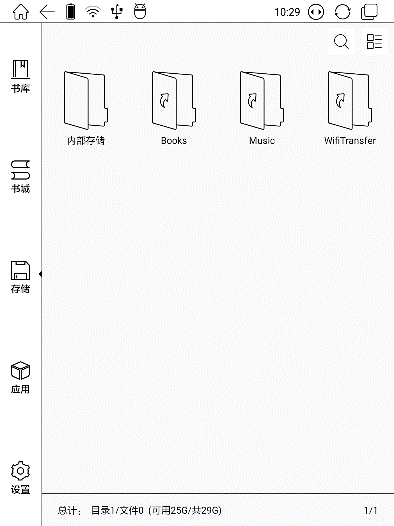 10:29
书库
内部存储 Books Music WifiTransfer
书城
存储
应用
设置
总计： 目录1/文件0 (可用25G/共29G) 1/1